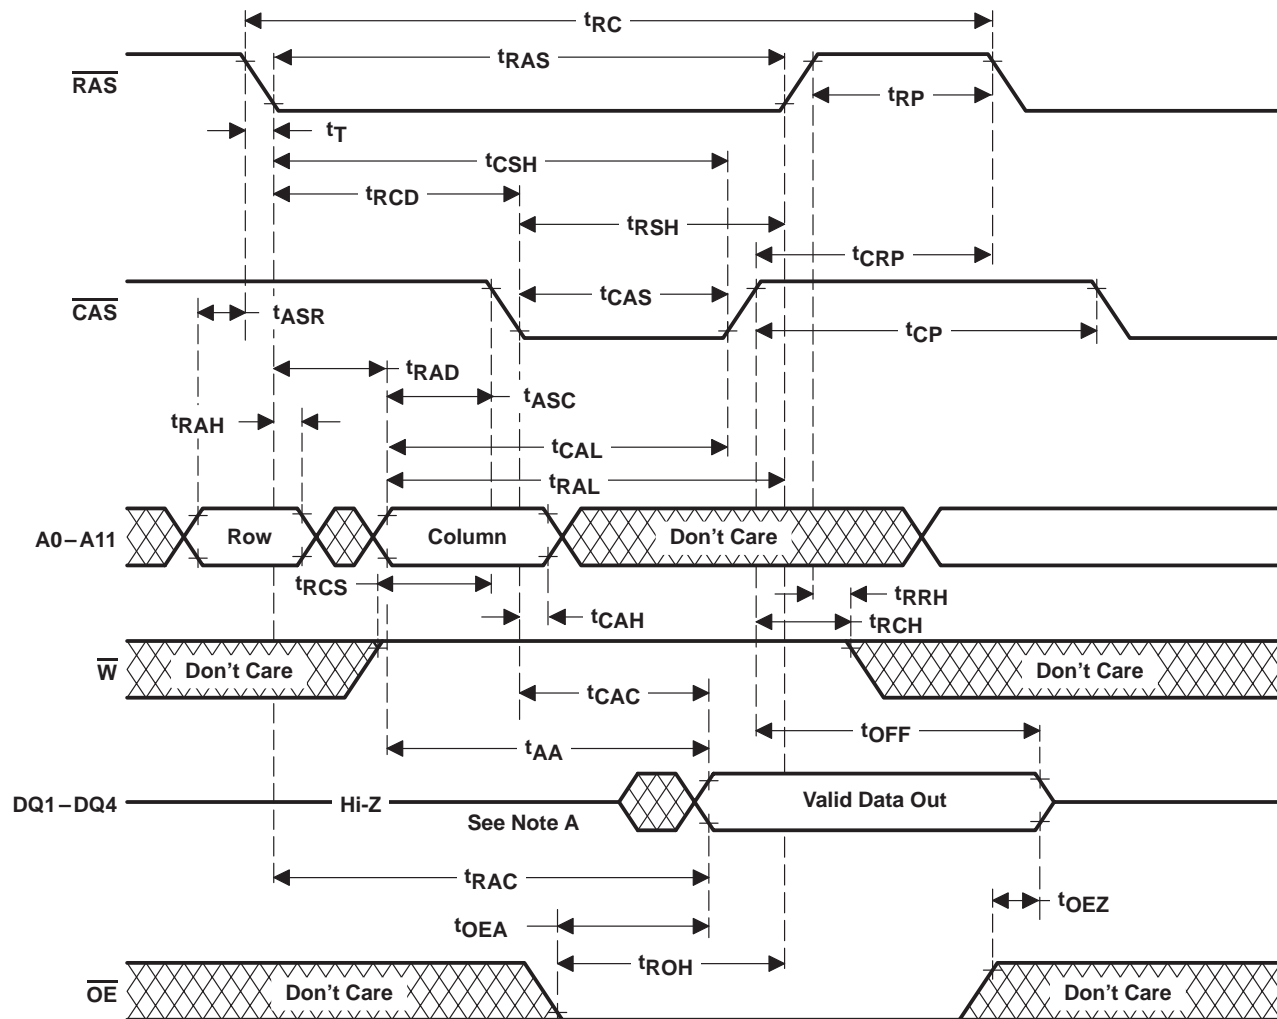 tRC
RAS
tRAS
tRP
tT
tCSH
tRCD
tRSH
tCRP
CAS
tCAS
tASR
tCP
tRAD
tASC
tRAH
tCAL
tRAL
A0–A11
Row
Column
Don't Care
tRCS
tRRH
tCAH
tRCH
W
Don't Care
Don't Care
tCAC
tOFF
tAA
DQ1–DQ4
Hi-Z
See Note A
Valid Data Out
tRAC
tOEZ
tOEA
tROH
OE
Don't Care
Don't Care